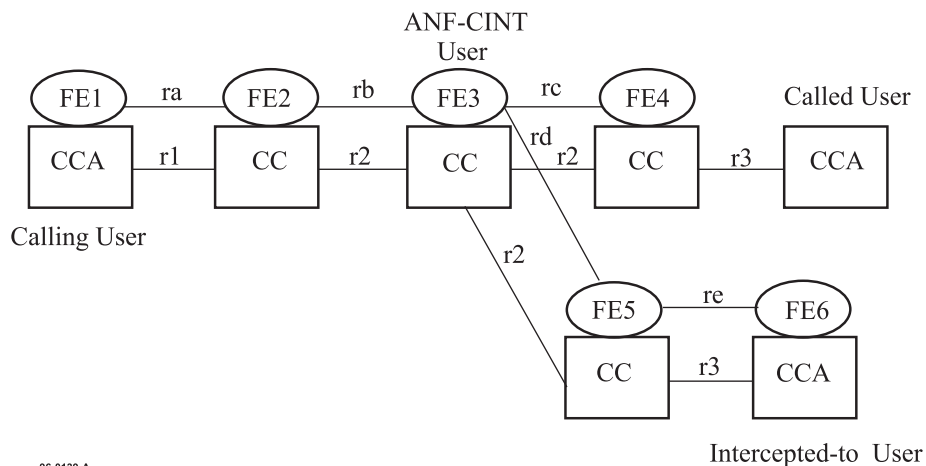 ANF-CINT
User
FE1 ra FE2 rb FE3 rc FE4
Called User
rd
CCA r1 CC r2 CC r2 CC r3 CCA
Calling User
r2
FE5 re FE6
CC r3 CCA
Intercepted-to User